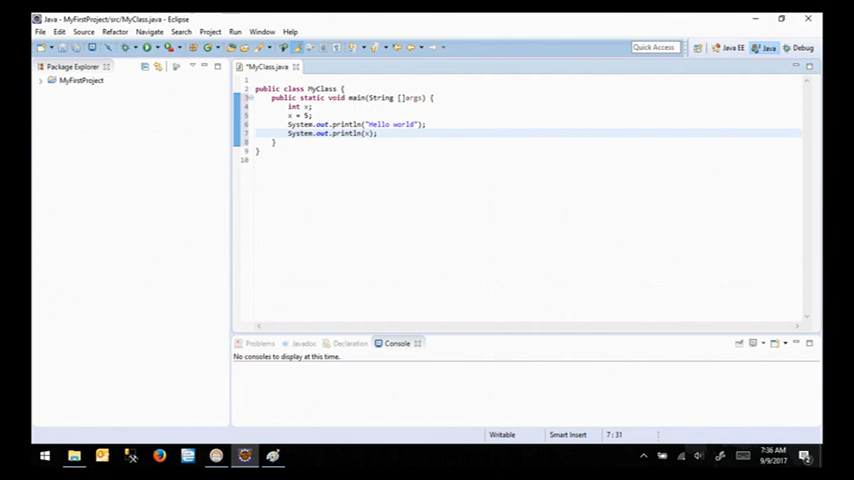 Java - MyFirstProject/src/MyClass.java - Eclipse
File Edit Source Refactor Navigate Search Project Run Window Help
Quick Access Java EE Java Debug
Package Explorer
MyFirstProject
*MyClass.java
1
2 public class MyClass {
3 public static void main(String []args) {
4 int x;
5 x = 5;
6 System.out.println("Hello world");
7 System.out.println(x);
8 }
9 }
10
Problems Javadoc Declaration Console
No consoles to display at this time.
Writable Smart Insert 7:31
7:36 AM
9/9/2017
2